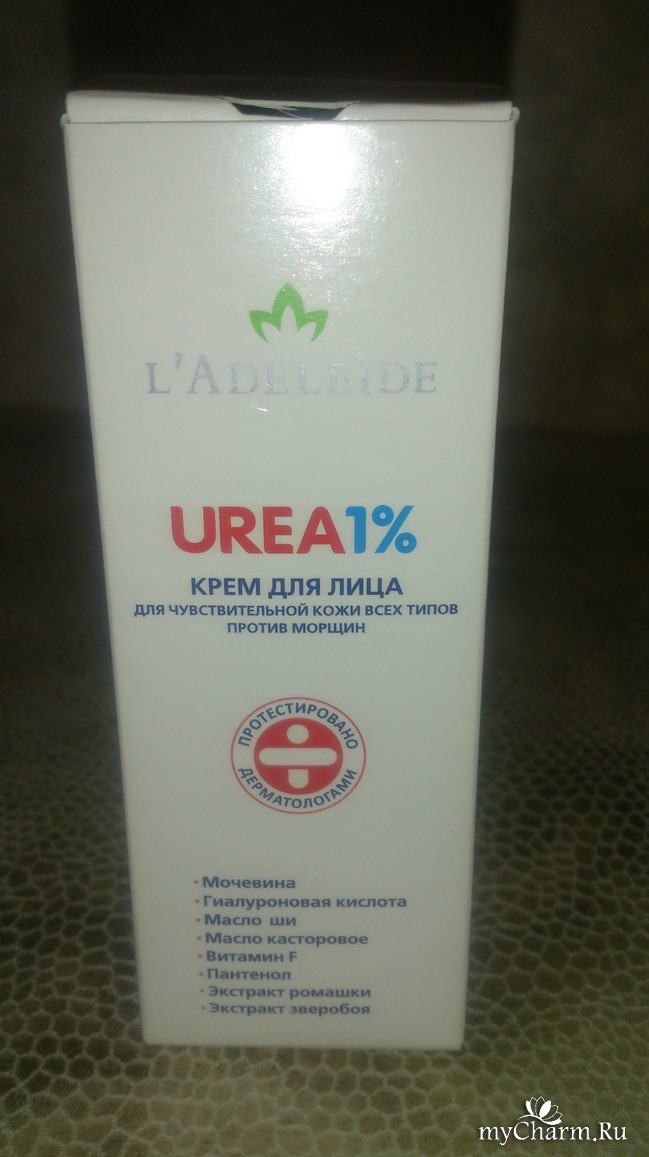 L'ADELEIDE
UREA1%
КРЕМ ДЛЯ ЛИЦА
ДЛЯ ЧУВСТВИТЕЛЬНОЙ КОЖИ ВСЕХ ТИПОВ
ПРОТИВ МОРЩИН
ПРОТЕСТИРОВАНО
ДЕРМАТОЛОГАМИ
• Мочевина
• Гиалуроновая кислота
• Масло ши
• Масло касторовое
• Витамин F
• Пантенол
• Экстракт ромашки
• Экстракт зверобоя
myCharm.Ru